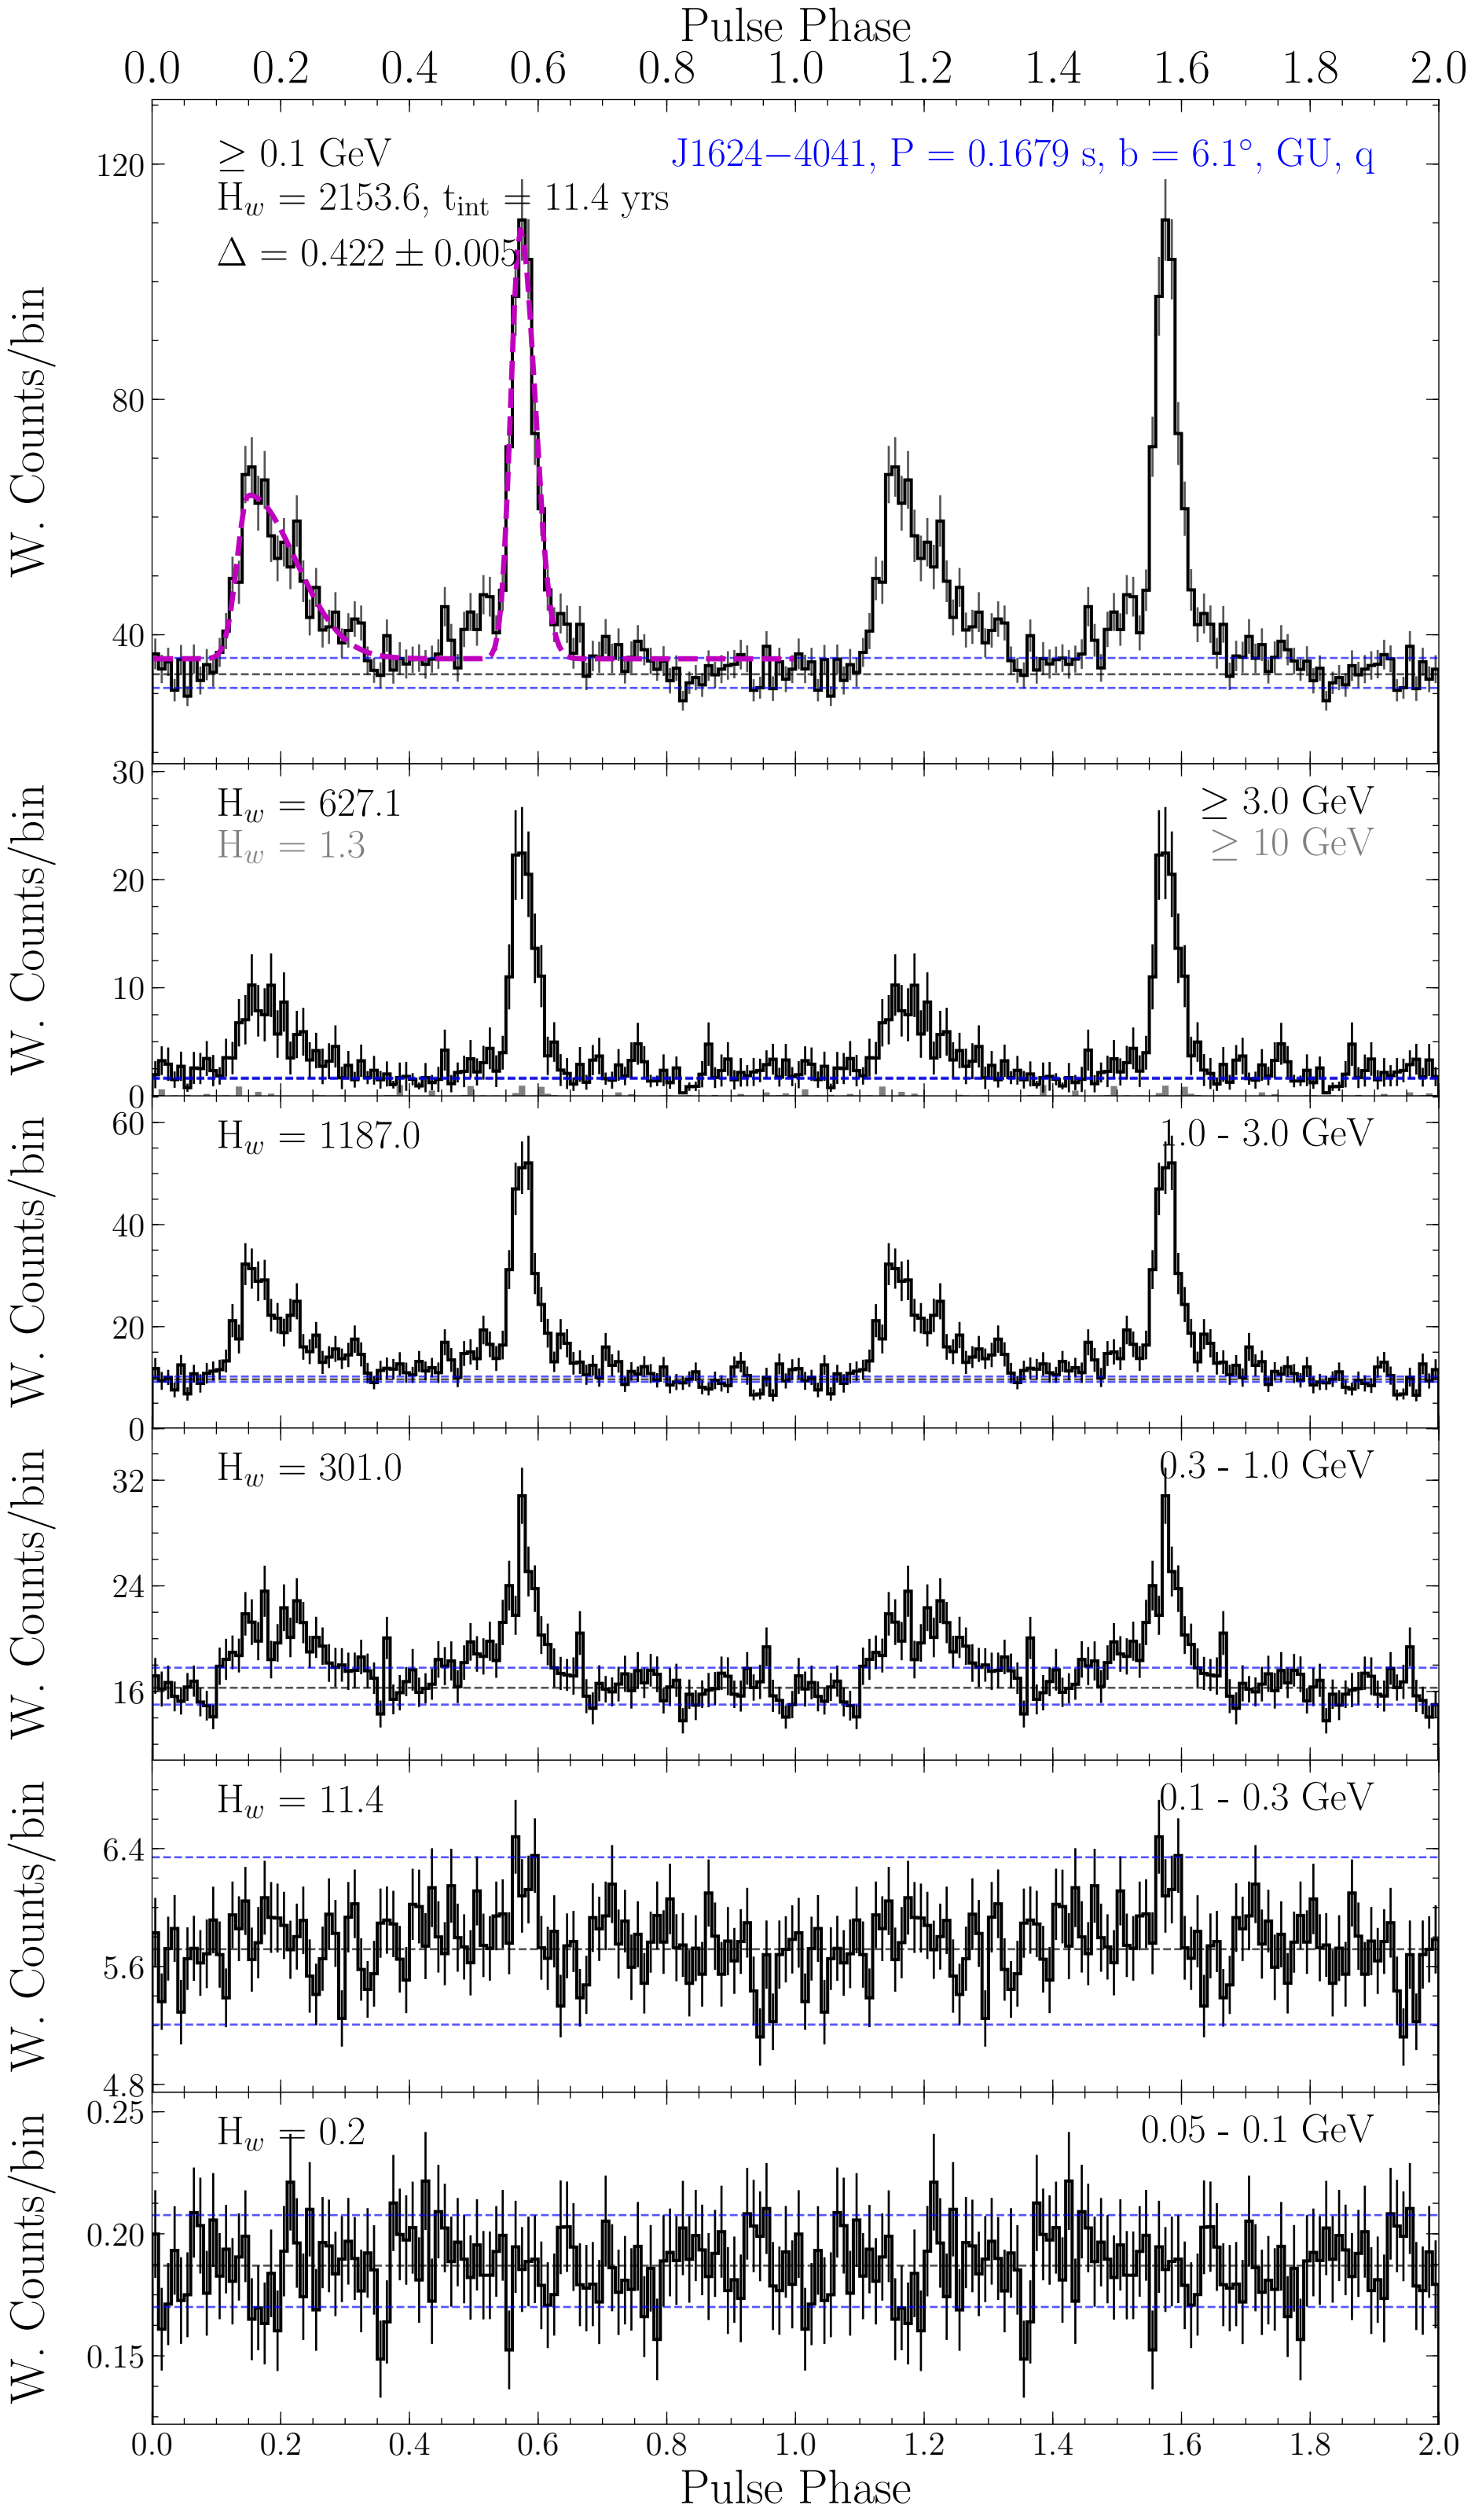 Pulse Phase
0.0 0.2 0.4 0.6 0.8 1.0 1.2 1.4 1.6 1.8 2.0
≥ 0.1 GeV
J1624−4041, P = 0.1679 s, b = 6.1°, GU, q
H_w = 2153.6, t_int = 11.4 yrs
Δ = 0.422 ± 0.005
W. Counts/bin
120
80
40
H_w = 627.1
≥ 3.0 GeV
H_w = 1.3
≥ 10 GeV
W. Counts/bin
30
20
10
0
H_w = 1187.0
1.0 - 3.0 GeV
W. Counts/bin
60
40
20
0
H_w = 301.0
0.3 - 1.0 GeV
W. Counts/bin
32
24
16
H_w = 11.4
0.1 - 0.3 GeV
W. Counts/bin
6.4
5.6
4.8
H_w = 0.2
0.05 - 0.1 GeV
W. Counts/bin
0.25
0.20
0.15
0.0 0.2 0.4 0.6 0.8 1.0 1.2 1.4 1.6 1.8 2.0
Pulse Phase